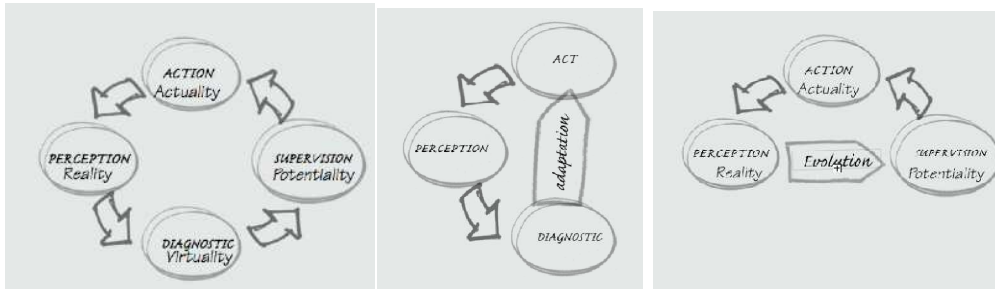 ACTION
Actuality
PERCEPTION
Reality
SUPERVISION
Potentiality
DIAGNOSTIC
Virtuality
ACT
PERCEPTION
adaptation
DIAGNOSTIC
ACTION
Actuality
PERCEPTION
Reality
Evolution
SUPERVISION
Potentiality